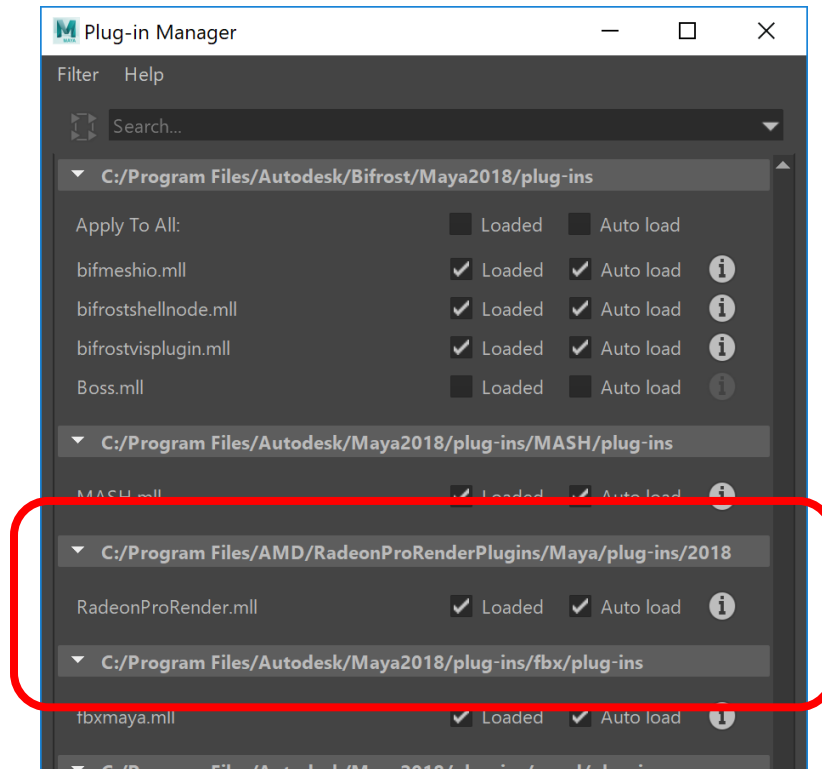 Plug-in Manager
Filter Help
Search...
C:/Program Files/Autodesk/Bifrost/Maya2018/plug-ins
Apply To All: Loaded Auto load
bifmeshio.mll Loaded Auto load
bifrostshellnode.mll Loaded Auto load
bifrostvisplugin.mll Loaded Auto load
Boss.mll Loaded Auto load
C:/Program Files/Autodesk/Maya2018/plug-ins/MASH/plug-ins
MASH.mll Loaded Auto load
C:/Program Files/AMD/RadeonProRenderPlugins/Maya/plug-ins/2018
RadeonProRender.mll Loaded Auto load
C:/Program Files/Autodesk/Maya2018/plug-ins/fbx/plug-ins
fbxmaya.mll Loaded Auto load